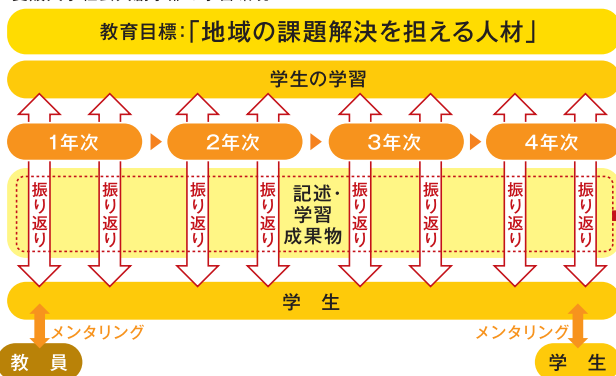 教育目標:「地域の課題解決を担える人材」
学生の学習
1年次
2年次
3年次
4年次
振り返り
振り返り
振り返り
振り返り
記述・
学習
成果物
振り返り
振り返り
振り返り
振り返り
学 生
メンタリング
メンタリング
教 員
学 生